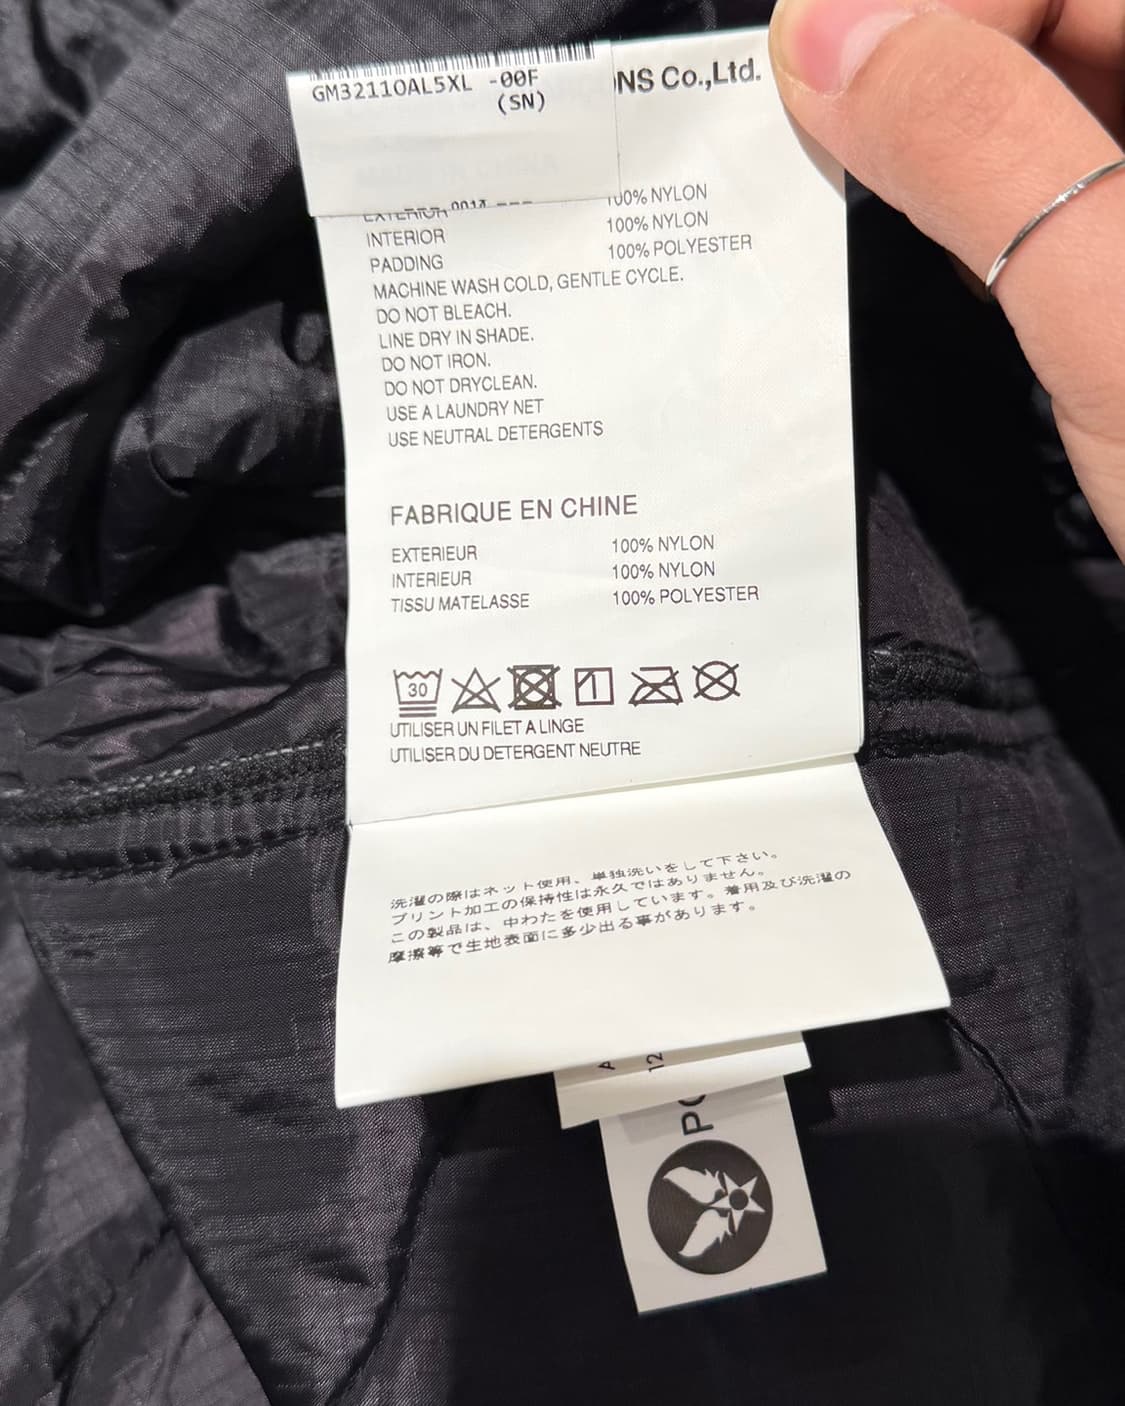 GM32110AL5XL -00F
(SN)
NS Co.,Ltd.
EXTERIOR 100% NYLON
INTERIOR 100% NYLON
PADDING 100% POLYESTER
MACHINE WASH COLD, GENTLE CYCLE.
DO NOT BLEACH.
LINE DRY IN SHADE.
DO NOT IRON.
DO NOT DRYCLEAN.
USE A LAUNDRY NET
USE NEUTRAL DETERGENTS
FABRIQUE EN CHINE
EXTERIEUR 100% NYLON
INTERIEUR 100% NYLON
TISSU MATELASSE 100% POLYESTER
30
UTILISER UN FILET A LINGE
UTILISER DU DETERGENT NEUTRE
洗濯の際はネット使用、単独洗いをして下さい。
プリント加工の保持性は永久ではありません。
この製品は、中わたを使用しています。着用及び洗濯の
摩擦等で生地表面に多少出る事があります。
A
12
PO